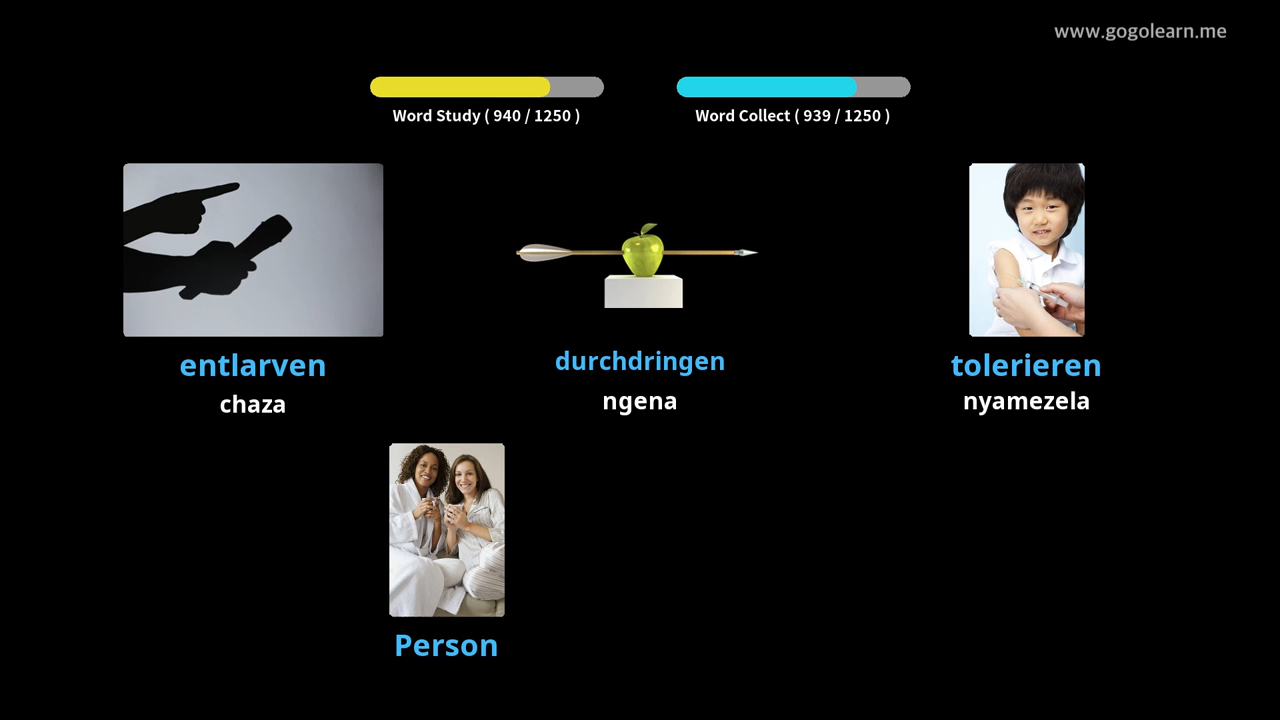 www.gogolearn.me
Word Study ( 940 / 1250 )
Word Collect ( 939 / 1250 )
entlarven
chaza
durchdringen
ngena
tolerieren
nyamezela
Person